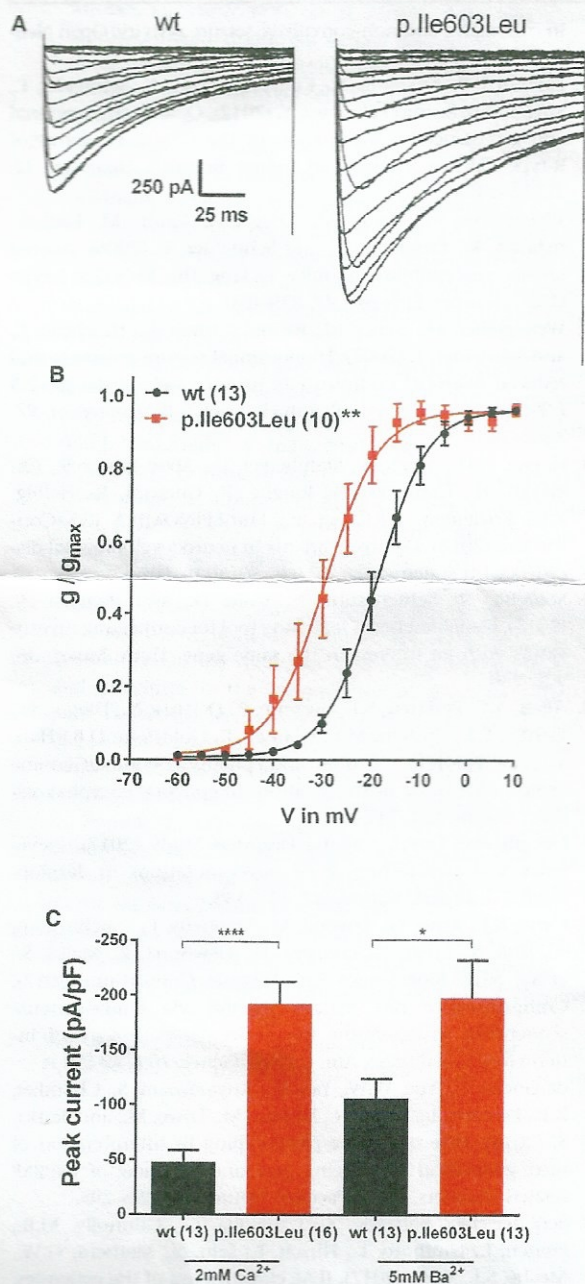 A
wt
p.Ile603Leu
250 pA
25 ms
B
wt (13)
p.Ile603Leu (10)**
g / gmax
1.0
0.8
0.6
0.4
0.2
0.0
-70 -60 -50 -40 -30 -20 -10 0 10
V in mV
C
Peak current (pA/pF)
-250
-200
-150
-100
-50
0
****
*
wt (13) p.Ile603Leu (16) wt (13) p.Ile603Leu (13)
2mM Ca²⁺ 5mM Ba²⁺